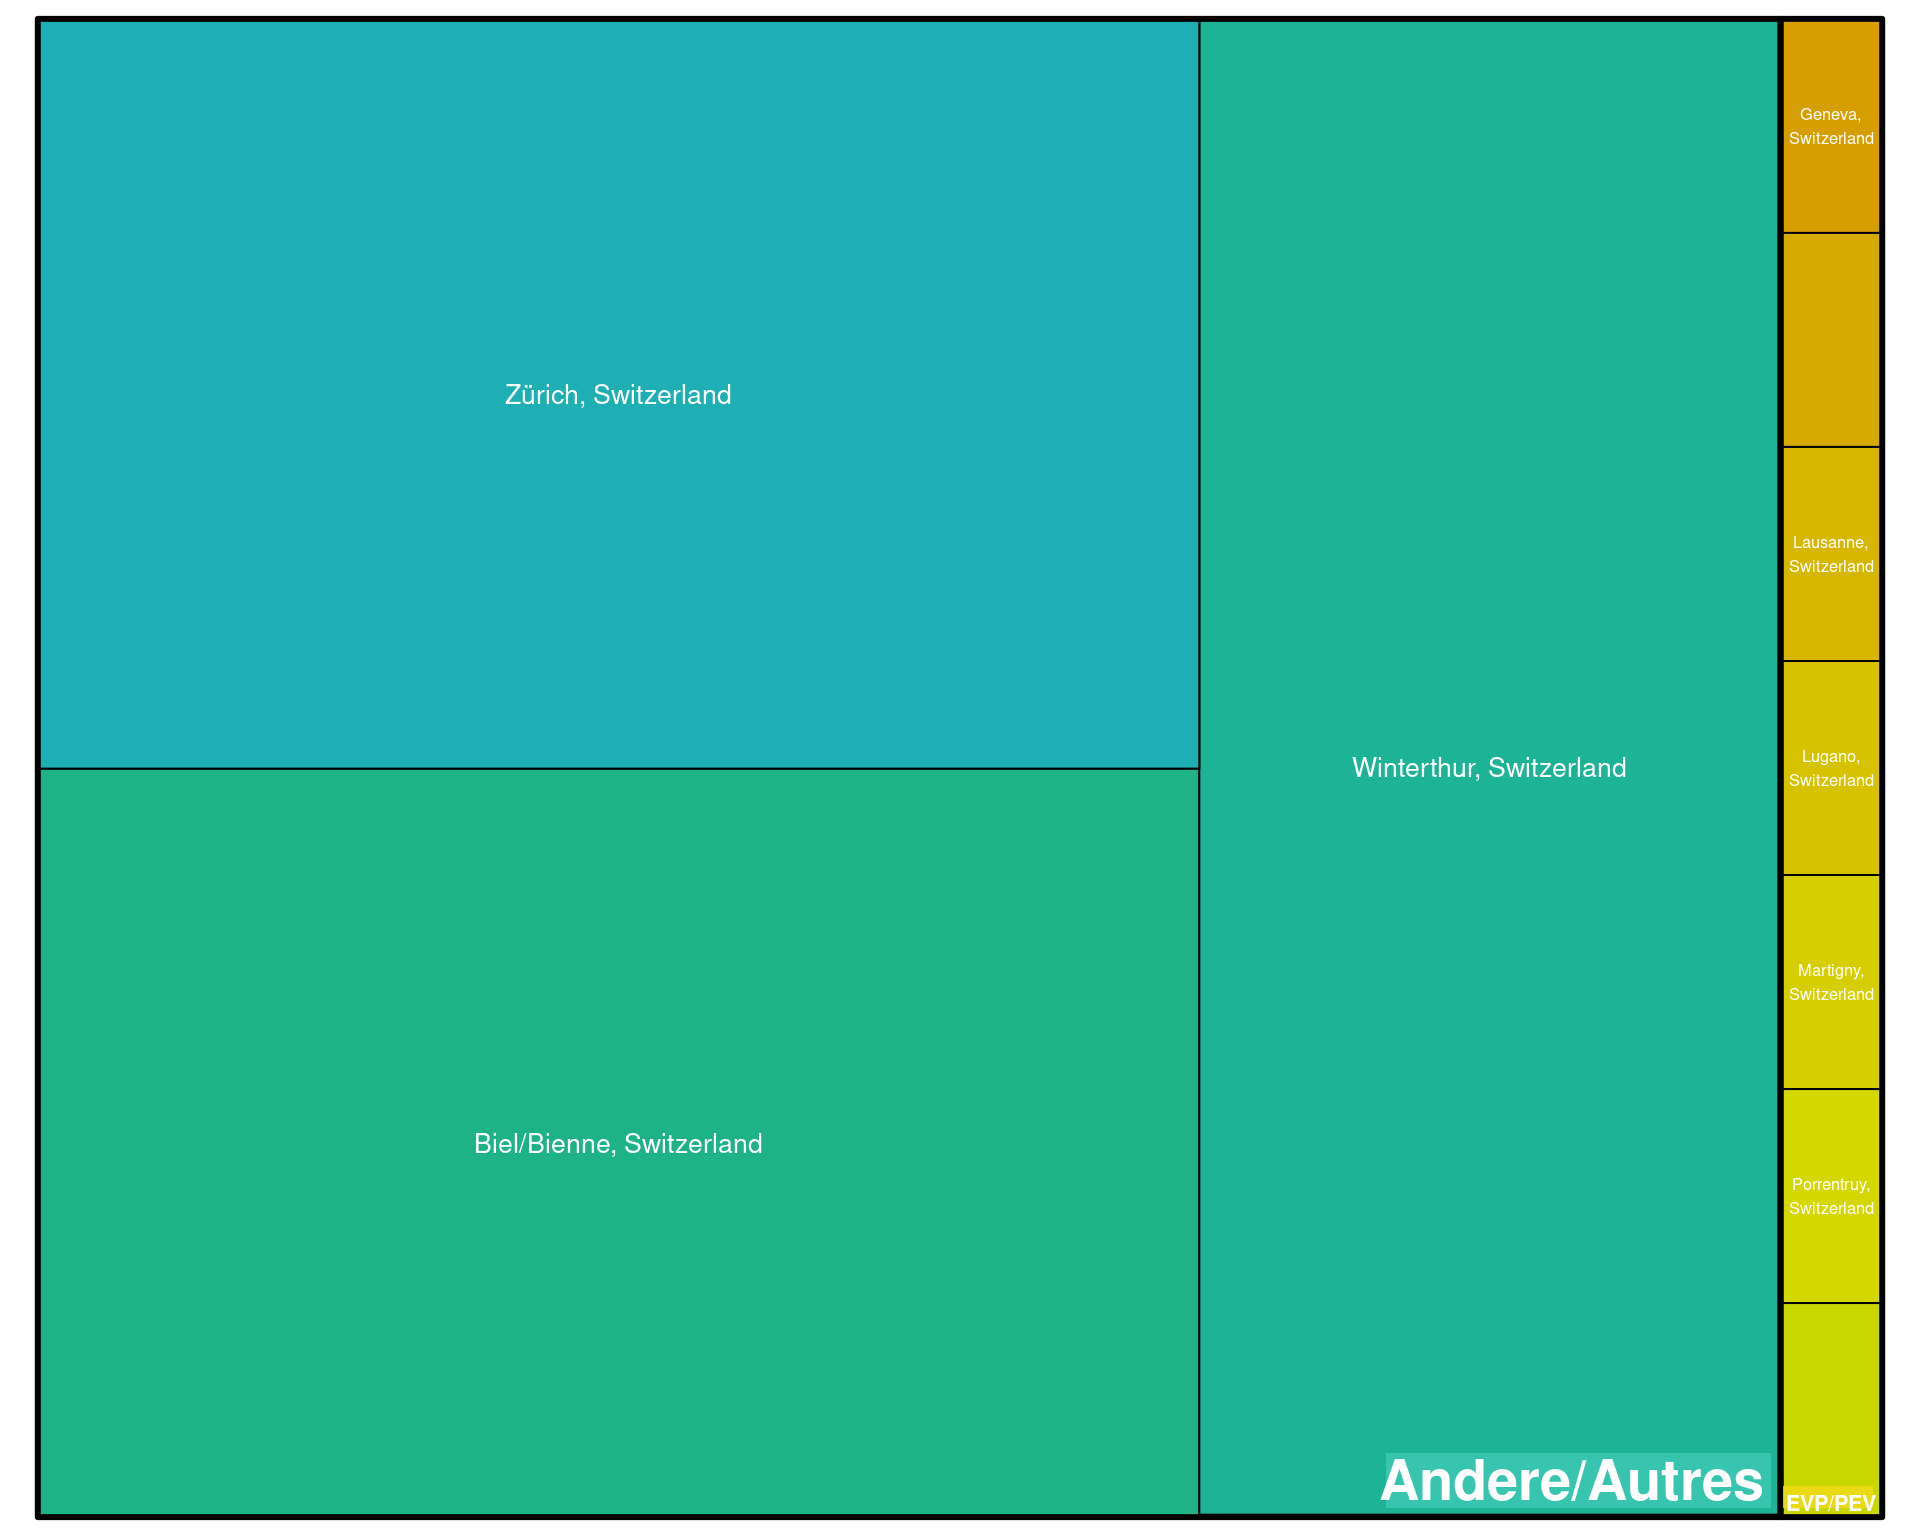 Zürich, Switzerland
Biel/Bienne, Switzerland
Winterthur, Switzerland
Andere/Autres
Geneva,
Switzerland
Lausanne,
Switzerland
Lugano,
Switzerland
Martigny,
Switzerland
Porrentruy,
Switzerland
EVP/PEV